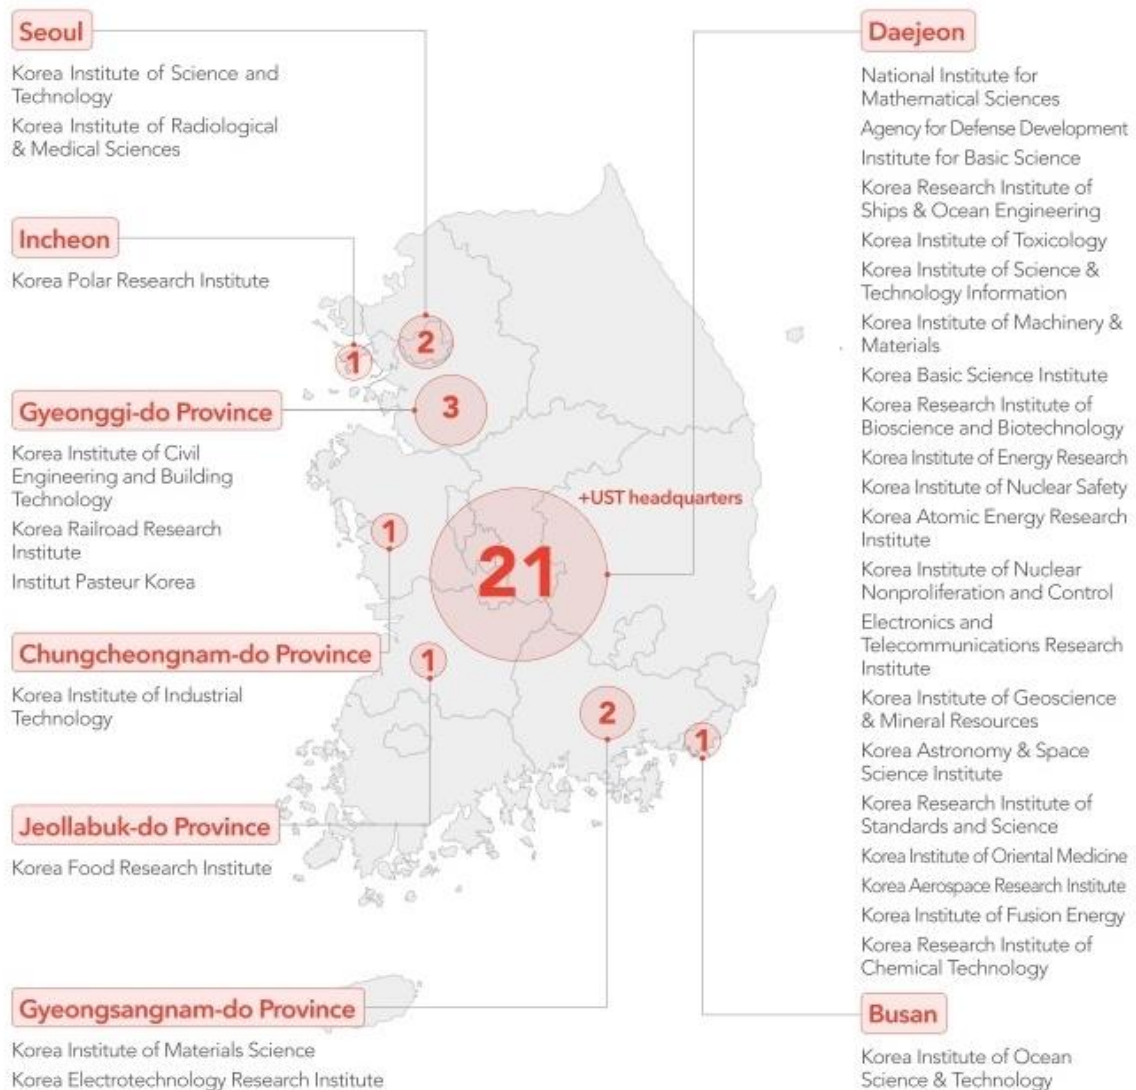 Seoul
Korea Institute of Science and
Technology
Korea Institute of Radiological
& Medical Sciences
Incheon
Korea Polar Research Institute
Gyeonggi-do Province
Korea Institute of Civil
Engineering and Building
Technology
Korea Railroad Research
Institute
Institut Pasteur Korea
Chungcheongnam-do Province
Korea Institute of Industrial
Technology
Jeollabuk-do Province
Korea Food Research Institute
Gyeongsangnam-do Province
Korea Institute of Materials Science
Korea Electrotechnology Research Institute
2
1
3
+UST headquarters
1
21
1
2
1
Daejeon
National Institute for
Mathematical Sciences
Agency for Defense Development
Institute for Basic Science
Korea Research Institute of
Ships & Ocean Engineering
Korea Institute of Toxicology
Korea Institute of Science &
Technology Information
Korea Institute of Machinery &
Materials
Korea Basic Science Institute
Korea Research Institute of
Bioscience and Biotechnology
Korea Institute of Energy Research
Korea Institute of Nuclear Safety
Korea Atomic Energy Research
Institute
Korea Institute of Nuclear
Nonproliferation and Control
Electronics and
Telecommunications Research
Institute
Korea Institute of Geoscience
& Mineral Resources
Korea Astronomy & Space
Science Institute
Korea Research Institute of
Standards and Science
Korea Institute of Oriental Medicine
Korea Aerospace Research Institute
Korea Institute of Fusion Energy
Korea Research Institute of
Chemical Technology
Busan
Korea Institute of Ocean
Science & Technology